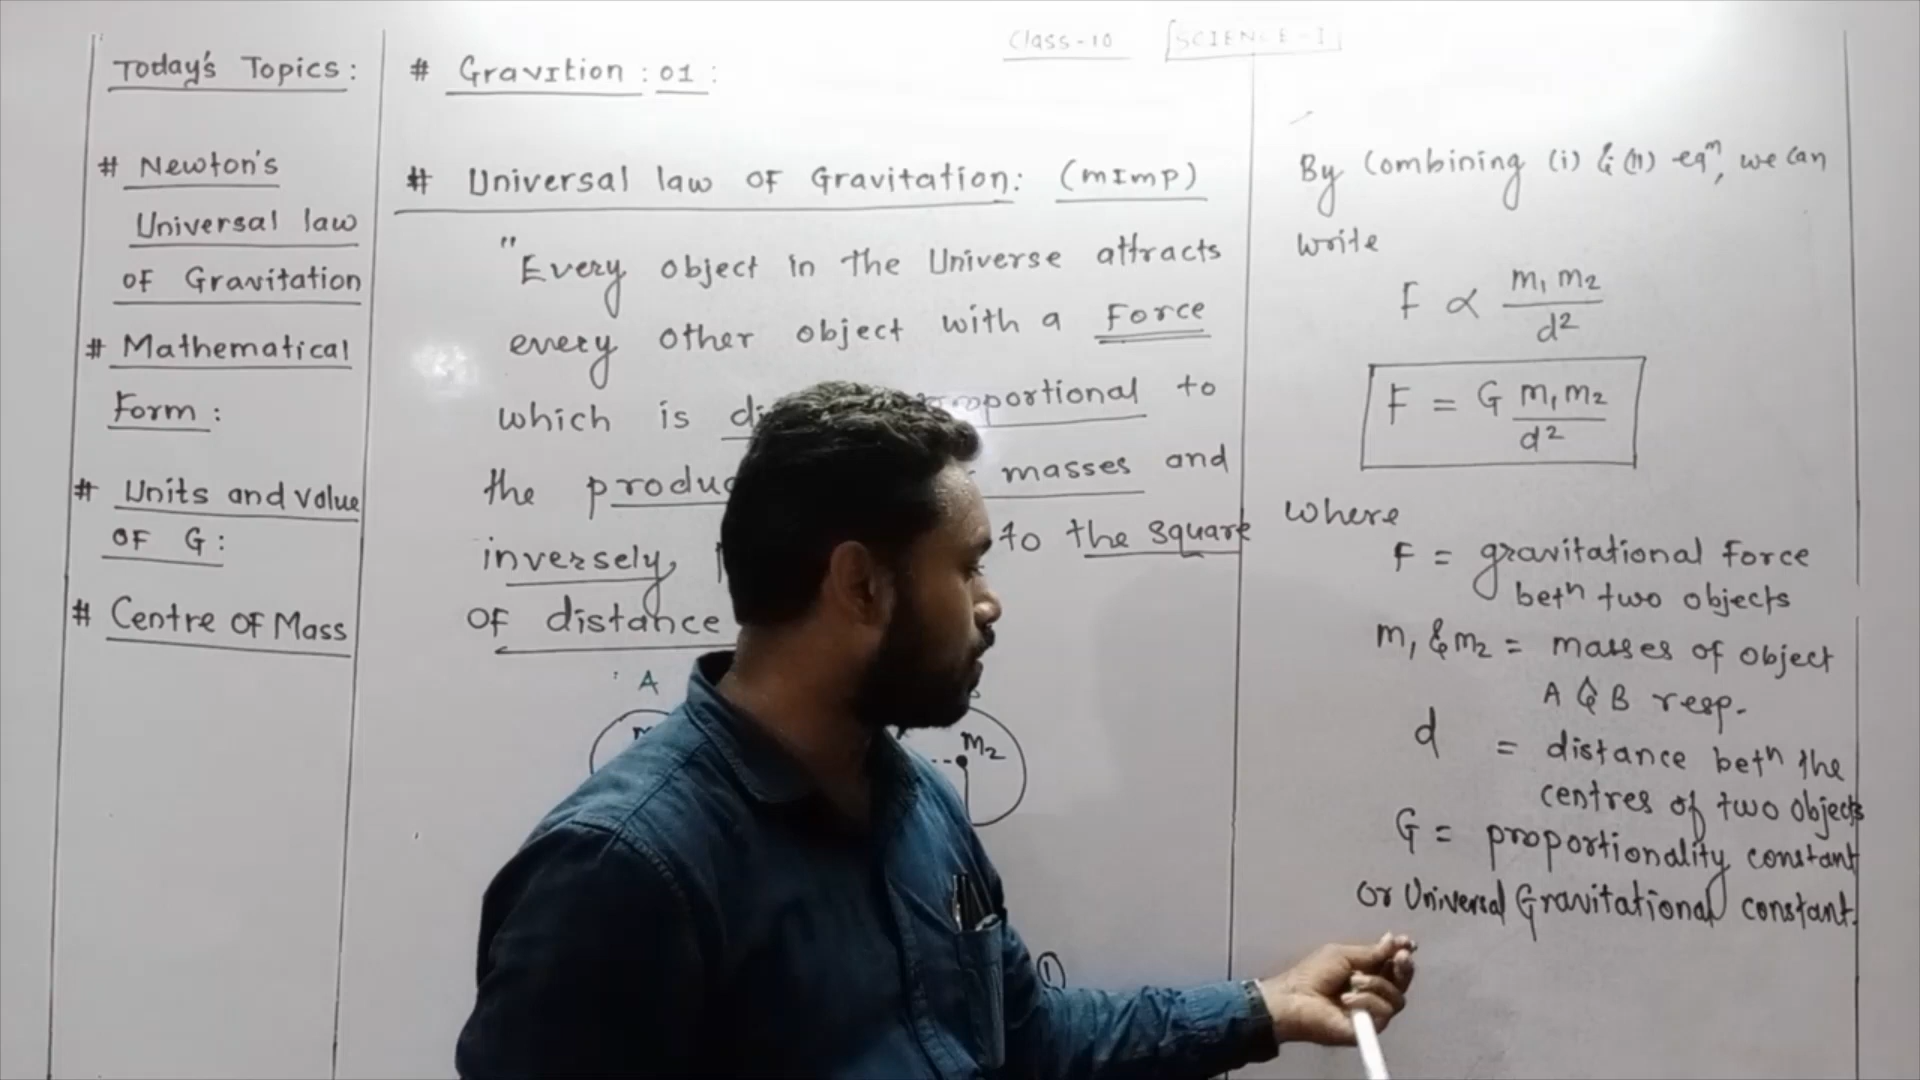 Class-10 SCIENCE-I
Today's Topics:
# Newton's
Universal law
OF Gravitation
# Mathematical
Form:
# Units and value
OF G:
# Centre OF Mass
# Gravition: 01:
# Universal law OF Gravitation: (mImp)
"Every object in the Universe attracts
every other object with a Force
which is proportional to
the masses and
inversely to the square
OF distance
A
m2
①
By Combining (i) & (ii) eqⁿ, we can
write
F ∝ m₁ m₂ / d²
F = G m₁ m₂ / d²
where
F = gravitational force
betⁿ two objects
m₁ & m₂ = masses of object
A & B resp.
d = distance betⁿ the
centres of two objects
G = proportionality constant
or Universal Gravitational constant.